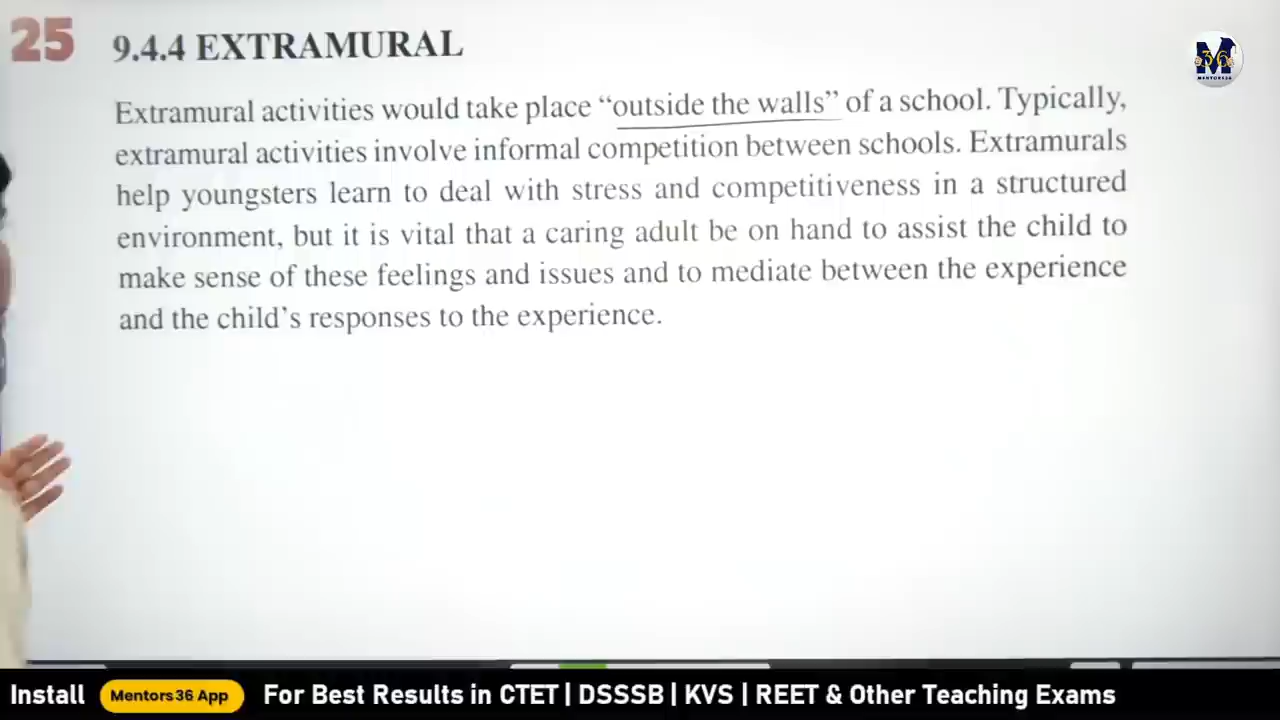 25
9.4.4 EXTRAMURAL
M
36
MENTORS36
Extramural activities would take place “outside the walls” of a school. Typically,
extramural activities involve informal competition between schools. Extramurals
help youngsters learn to deal with stress and competitiveness in a structured
environment, but it is vital that a caring adult be on hand to assist the child to
make sense of these feelings and issues and to mediate between the experience
and the child’s responses to the experience.
Install Mentors36 App For Best Results in CTET | DSSSB | KVS | REET & Other Teaching Exams